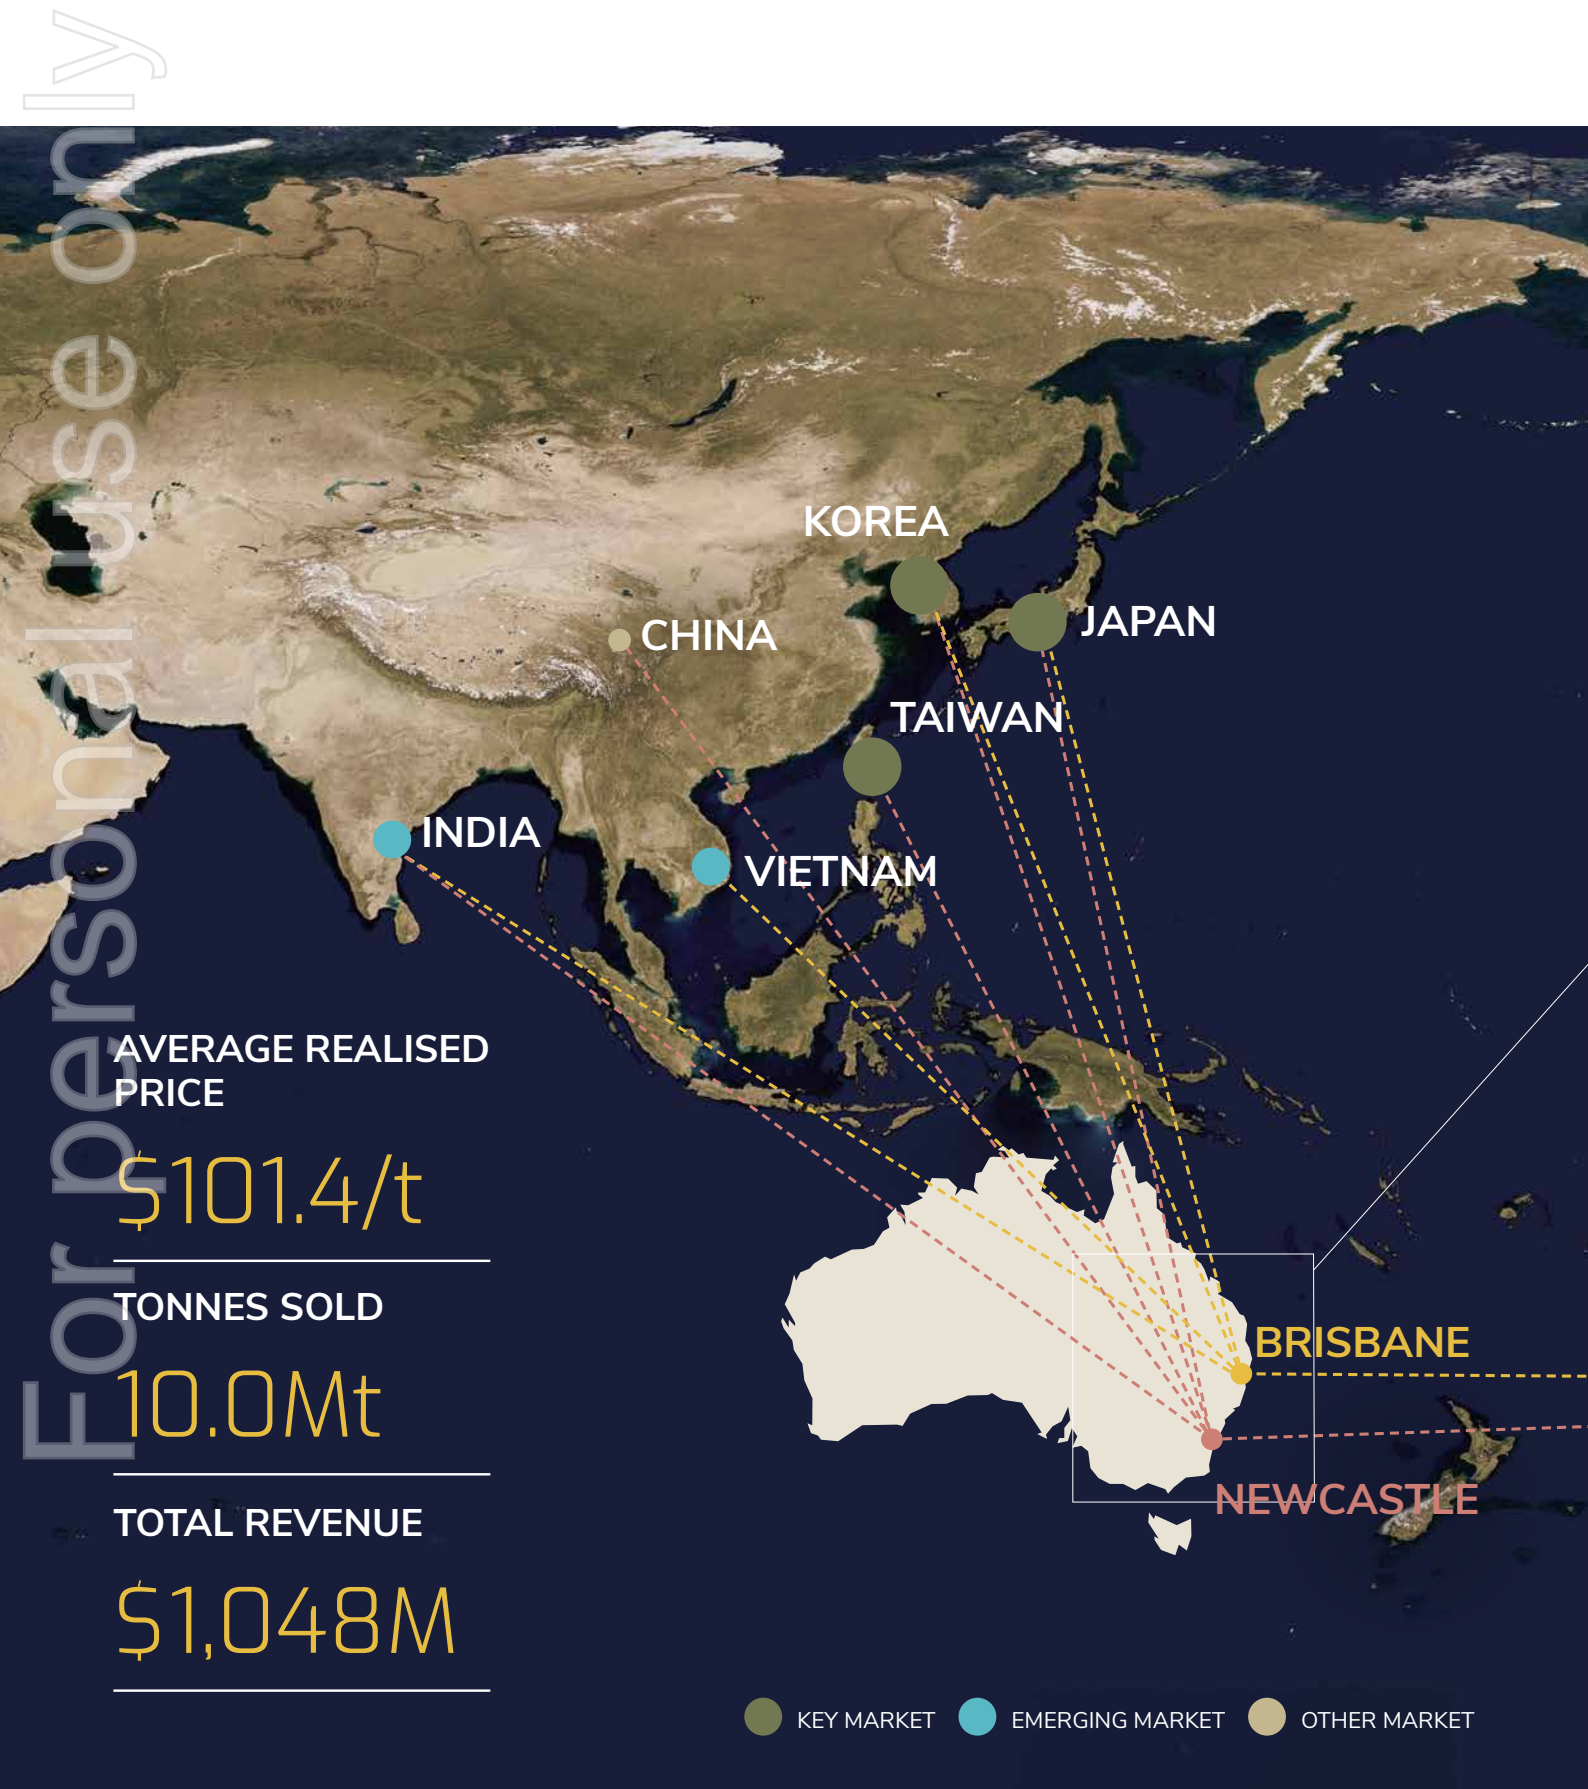 For personal use only
KOREA
JAPAN
CHINA
TAIWAN
INDIA
VIETNAM
AVERAGE REALISED
PRICE
$101.4/t
TONNES SOLD
10.0Mt
TOTAL REVENUE
$1,048M
BRISBANE
NEWCASTLE
KEY MARKET
EMERGING MARKET
OTHER MARKET